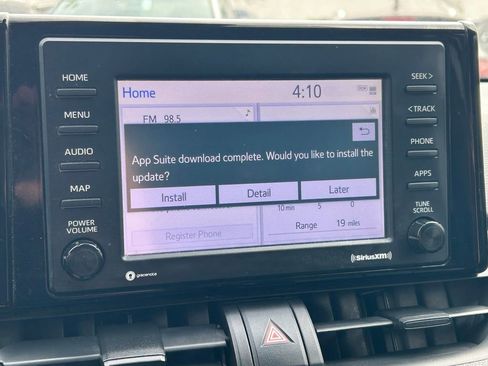 HOME
MENU
AUDIO
MAP
POWER
VOLUME
Home 4:10
FM 98.5
App Suite download complete. Would you like to install the
update?
Install Detail Later
10 min 5 0
Register Phone
Range 19 miles
SEEK >
< TRACK
PHONE
APPS
TUNE
SCROLL
gracenote
((SiriusXM))